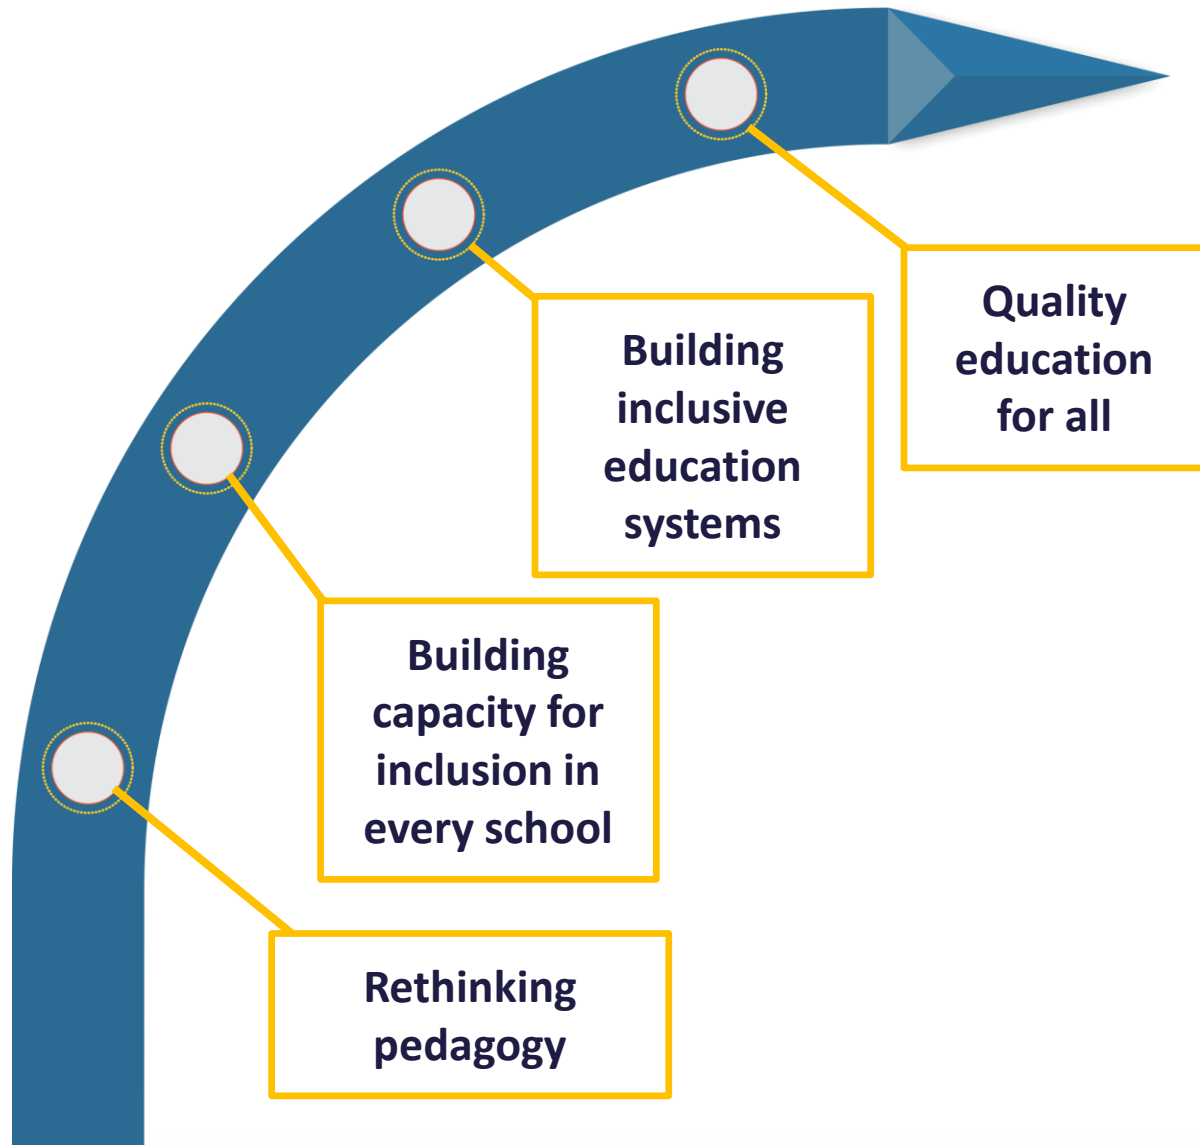 Quality
education
for all
Building
inclusive
education
systems
Building
capacity for
inclusion in
every school
Rethinking
pedagogy